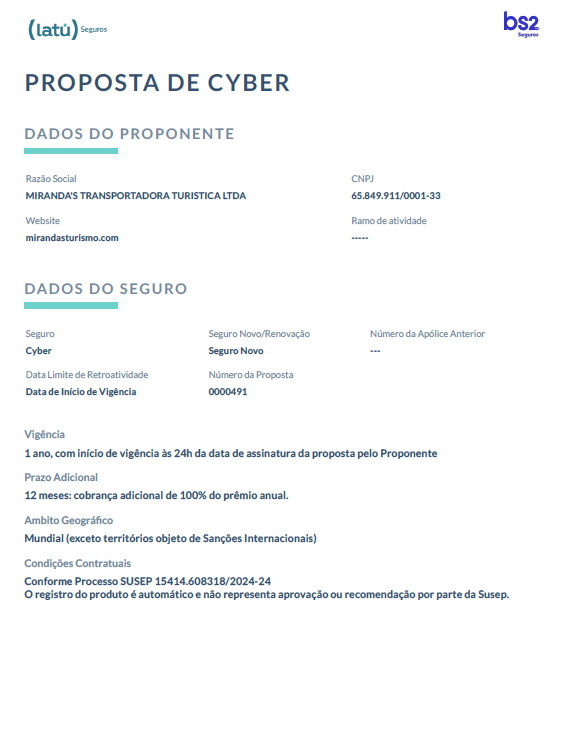 (latú) Seguros
bs2
Seguros
PROPOSTA DE CYBER
DADOS DO PROPONENTE
Razão Social
CNPJ
MIRANDA'S TRANSPORTADORA TURISTICA LTDA
65.849.911/0001-33
Website
Ramo de atividade
mirandasturismo.com
-----
DADOS DO SEGURO
Seguro
Seguro Novo/Renovação
Número da Apólice Anterior
Cyber
Seguro Novo
---
Data Limite de Retroatividade
Número da Proposta
Data de Início de Vigência
0000491
Vigência
1 ano, com início de vigência às 24h da data de assinatura da proposta pelo Proponente
Prazo Adicional
12 meses: cobrança adicional de 100% do prêmio anual.
Ambito Geográfico
Mundial (exceto territórios objeto de Sanções Internacionais)
Condições Contratuais
Conforme Processo SUSEP 15414.608318/2024-24
O registro do produto é automático e não representa aprovação ou recomendação por parte da Susep.